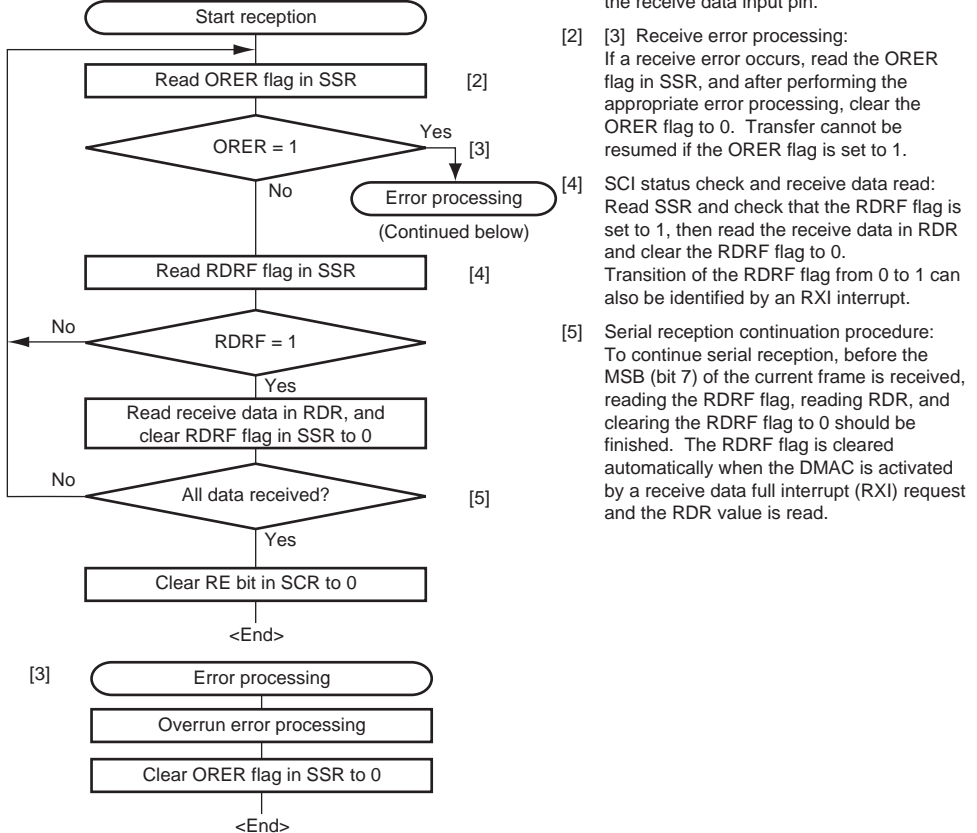 Start reception
Read ORER flag in SSR
[2]
ORER = 1
Yes
[3]
No
Error processing
(Continued below)
Read RDRF flag in SSR
[4]
No
RDRF = 1
Yes
Read receive data in RDR, and
clear RDRF flag in SSR to 0
No
All data received?
[5]
Yes
Clear RE bit in SCR to 0
<End>
[3]
Error processing
Overrun error processing
Clear ORER flag in SSR to 0
<End>
the receive data input pin.
[2] [3] Receive error processing:
If a receive error occurs, read the ORER
flag in SSR, and after performing the
appropriate error processing, clear the
ORER flag to 0. Transfer cannot be
resumed if the ORER flag is set to 1.
[4] SCI status check and receive data read:
Read SSR and check that the RDRF flag is
set to 1, then read the receive data in RDR
and clear the RDRF flag to 0.
Transition of the RDRF flag from 0 to 1 can
also be identified by an RXI interrupt.
[5] Serial reception continuation procedure:
To continue serial reception, before the
MSB (bit 7) of the current frame is received,
reading the RDRF flag, reading RDR, and
clearing the RDRF flag to 0 should be
finished. The RDRF flag is cleared
automatically when the DMAC is activated
by a receive data full interrupt (RXI) request
and the RDR value is read.